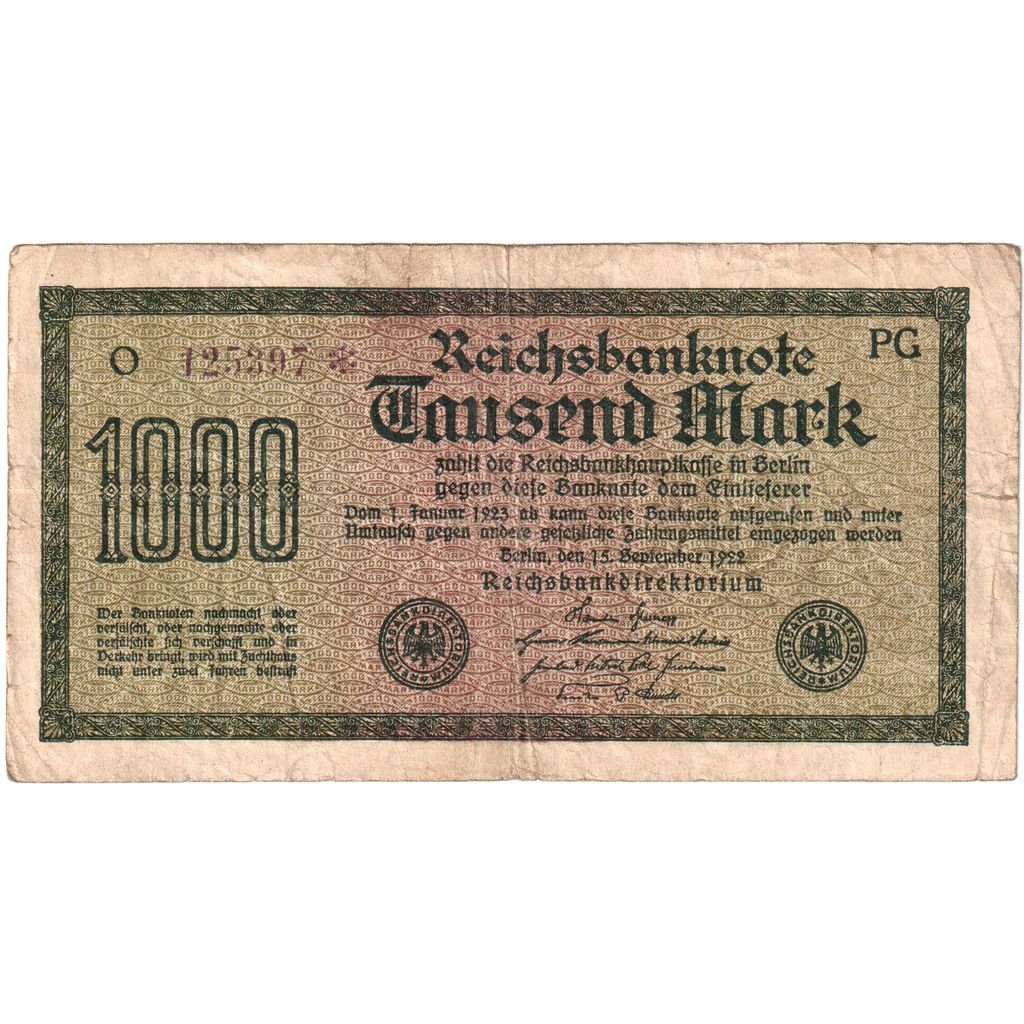 O 125397 *
PG
Reichsbanknote
Tausend Mark
1000
zahlt die Reichsbankhauptkasse in Berlin
gegen diese Banknote dem Einlieferer
Vom 1. Januar 1923 ab kann diese Banknote aufgerufen und unter
Umtausch gegen andere gesetzliche Zahlungsmittel eingezogen werden
Berlin, den 15. September 1922
Reichsbankdirektorium
Wer Banknoten nachmacht oder
verfälscht, oder nachgemachte oder
verfälschte sich verschafft und in
Verkehr bringt, wird mit Zuchthaus
nicht unter zwei Jahren bestraft
REICHSBANKDIREKTORIUM
REICHSBANKDIREKTORIUM